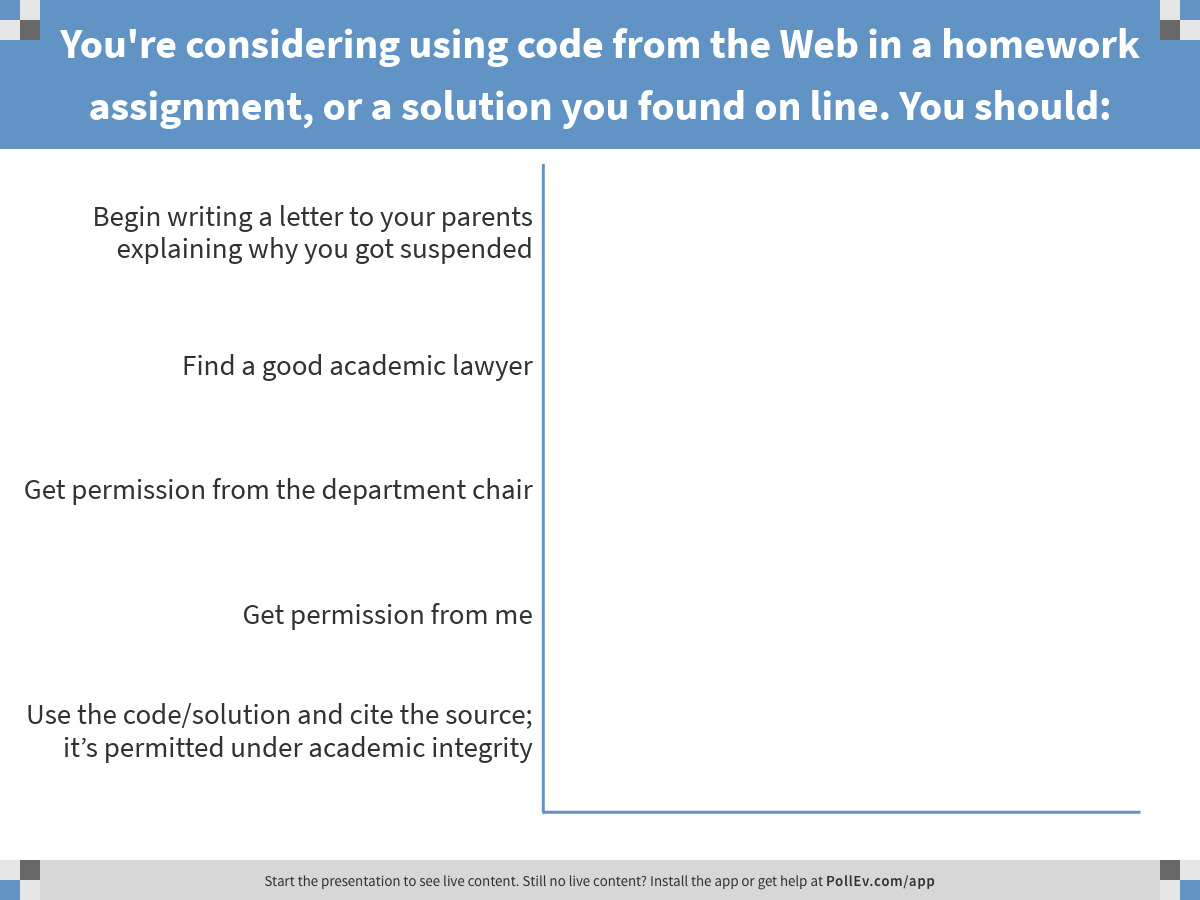 You're considering using code from the Web in a homework
assignment, or a solution you found on line. You should:
Begin writing a letter to your parents
explaining why you got suspended
Find a good academic lawyer
Get permission from the department chair
Get permission from me
Use the code/solution and cite the source;
it’s permitted under academic integrity
Start the presentation to see live content. Still no live content? Install the app or get help at PollEv.com/app